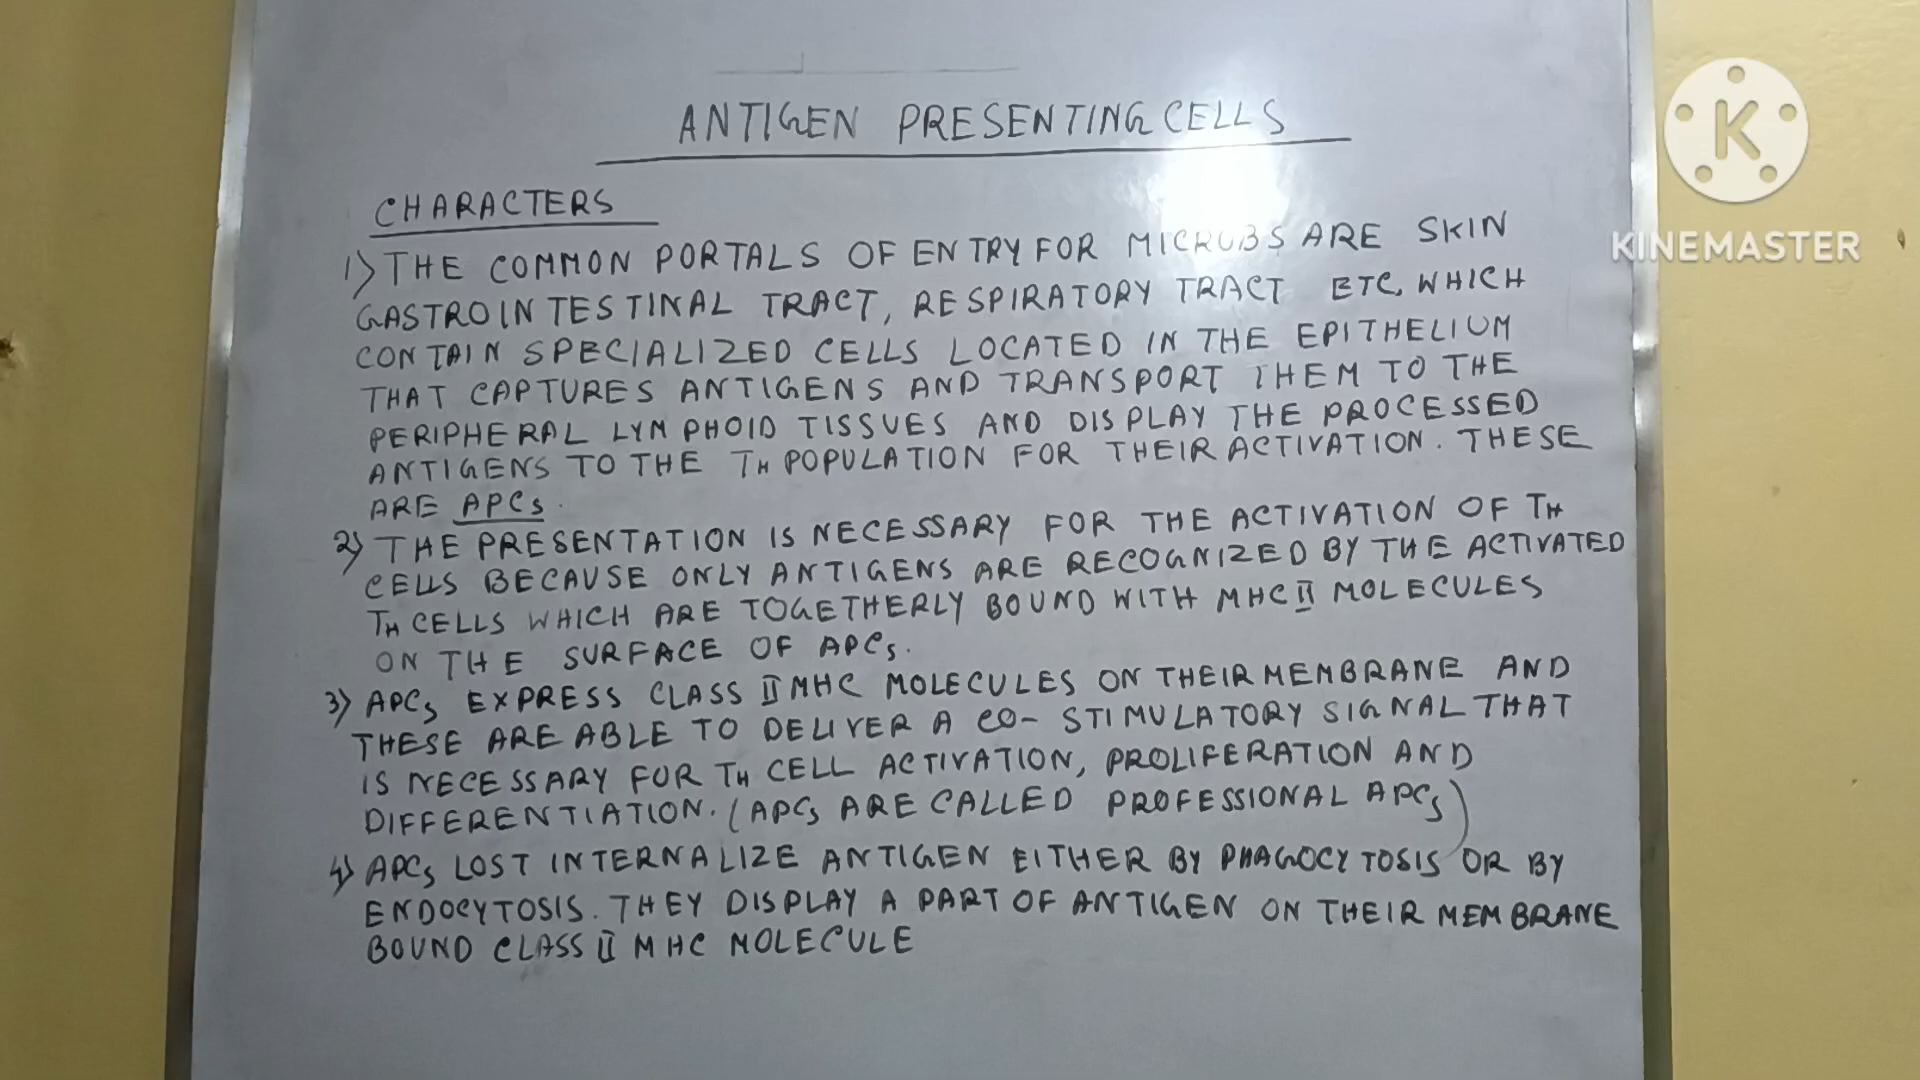 ANTIGEN PRESENTING CELLS
CHARACTERS
1) THE COMMON PORTALS OF ENTRY FOR MICROBS ARE SKIN
GASTROINTESTINAL TRACT, RESPIRATORY TRACT ETC, WHICH
CONTAIN SPECIALIZED CELLS LOCATED IN THE EPITHELIUM
THAT CAPTURES ANTIGENS AND TRANSPORT THEM TO THE
PERIPHERAL LYMPHOID TISSUES AND DISPLAY THE PROCESSED
ANTIGENS TO THE TH POPULATION FOR THEIR ACTIVATION. THESE
ARE APCs.
2) THE PRESENTATION IS NECESSARY FOR THE ACTIVATION OF TH
CELLS BECAUSE ONLY ANTIGENS ARE RECOGNIZED BY THE ACTIVATED
TH CELLS WHICH ARE TOGETHERLY BOUND WITH MHC II MOLECULES
ON THE SURFACE OF APCs.
3) APCs EXPRESS CLASS II MHC MOLECULES ON THEIR MEMBRANE AND
THESE ARE ABLE TO DELIVER A CO-STIMULATORY SIGNAL THAT
IS NECESSARY FOR TH CELL ACTIVATION, PROLIFERATION AND
DIFFERENTIATION. (APCs ARE CALLED PROFESSIONAL APCs)
4) APCs LOST INTERNALIZE ANTIGEN EITHER BY PHAGOCYTOSIS OR BY
ENDOCYTOSIS. THEY DISPLAY A PART OF ANTIGEN ON THEIR MEMBRANE
BOUND CLASS II MHC MOLECULE
K
KINEMASTER